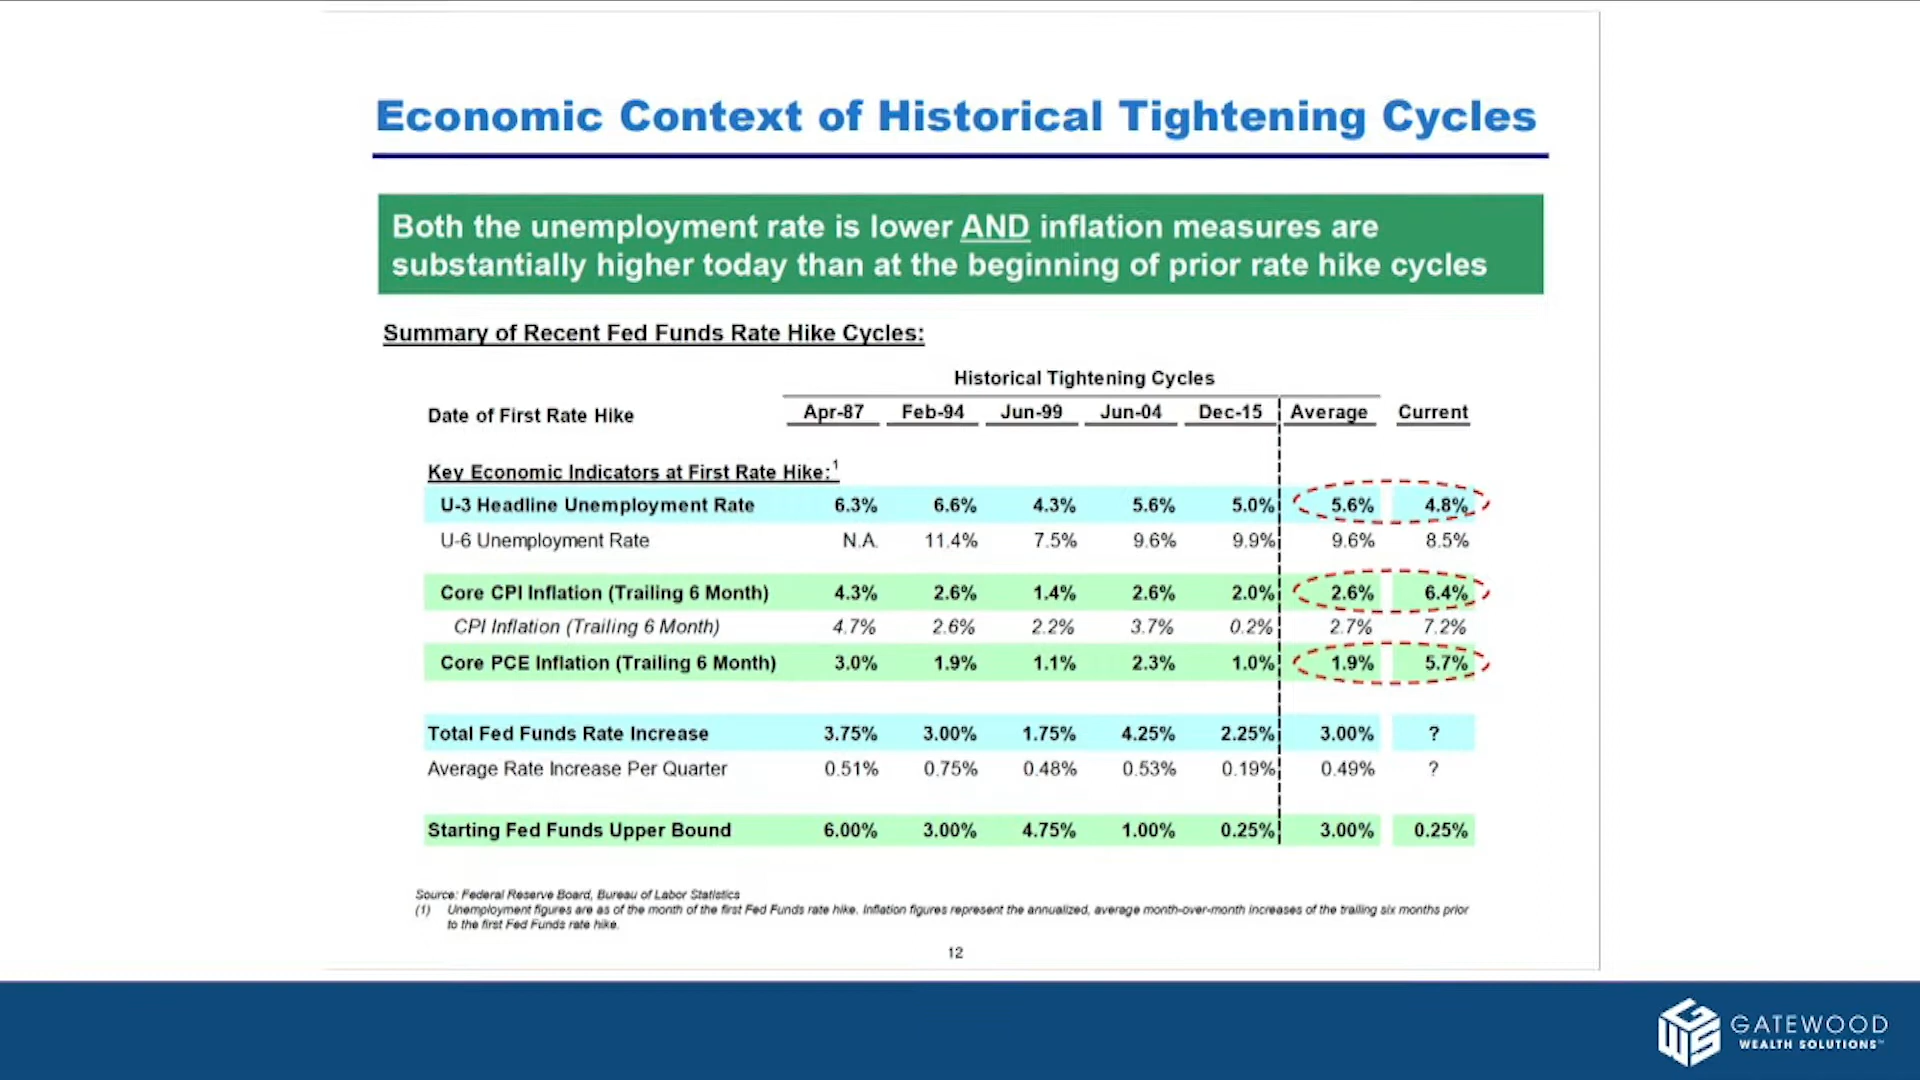 Economic Context of Historical Tightening Cycles
Both the unemployment rate is lower AND inflation measures are
substantially higher today than at the beginning of prior rate hike cycles
Summary of Recent Fed Funds Rate Hike Cycles:
Historical Tightening Cycles
Date of First Rate Hike Apr-87 Feb-94 Jun-99 Jun-04 Dec-15 Average Current
Key Economic Indicators at First Rate Hike:1
U-3 Headline Unemployment Rate 6.3% 6.6% 4.3% 5.6% 5.0% 5.6% 4.8%
U-6 Unemployment Rate N.A. 11.4% 7.5% 9.6% 9.9% 9.6% 8.5%
Core CPI Inflation (Trailing 6 Month) 4.3% 2.6% 1.4% 2.6% 2.0% 2.6% 6.4%
CPI Inflation (Trailing 6 Month) 4.7% 2.6% 2.2% 3.7% 0.2% 2.7% 7.2%
Core PCE Inflation (Trailing 6 Month) 3.0% 1.9% 1.1% 2.3% 1.0% 1.9% 5.7%
Total Fed Funds Rate Increase 3.75% 3.00% 1.75% 4.25% 2.25% 3.00% ?
Average Rate Increase Per Quarter 0.51% 0.75% 0.48% 0.53% 0.19% 0.49% ?
Starting Fed Funds Upper Bound 6.00% 3.00% 4.75% 1.00% 0.25% 3.00% 0.25%
Source: Federal Reserve Board, Bureau of Labor Statistics
(1) Unemployment figures are as of the month of the first Fed Funds rate hike. Inflation figures represent the annualized, average month-over-month increases of the trailing six months prior
to the first Fed Funds rate hike.
12
GWS GATEWOOD
WEALTH SOLUTIONS™